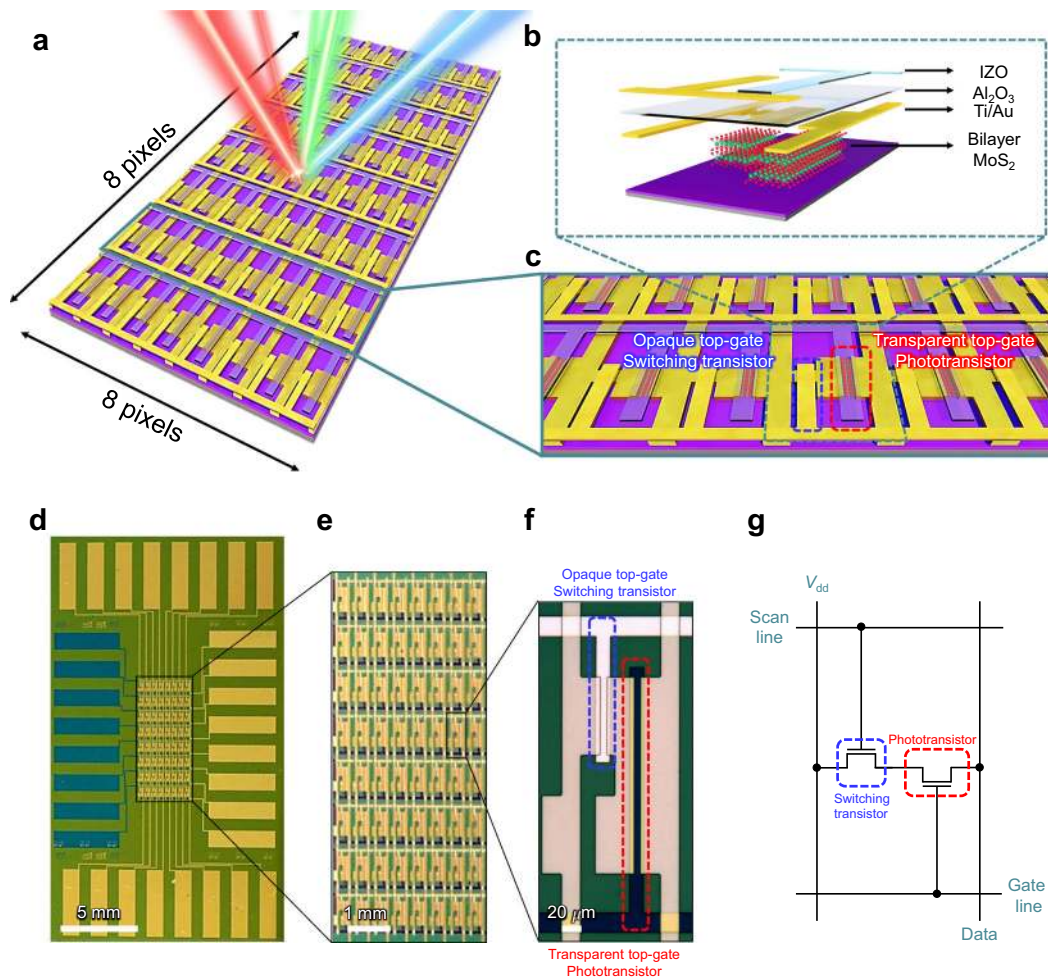 a
8 pixels
8 pixels
b
IZO
Al₂O₃
Ti/Au
Bilayer
MoS₂
c
Opaque top-gate
Switching transistor
Transparent top-gate
Phototransistor
d
5 mm
e
1 mm
f
Opaque top-gate
Switching transistor
20 μm
Transparent top-gate
Phototransistor
g
V_dd
Scan
line
Phototransistor
Switching
transistor
Gate
line
Data